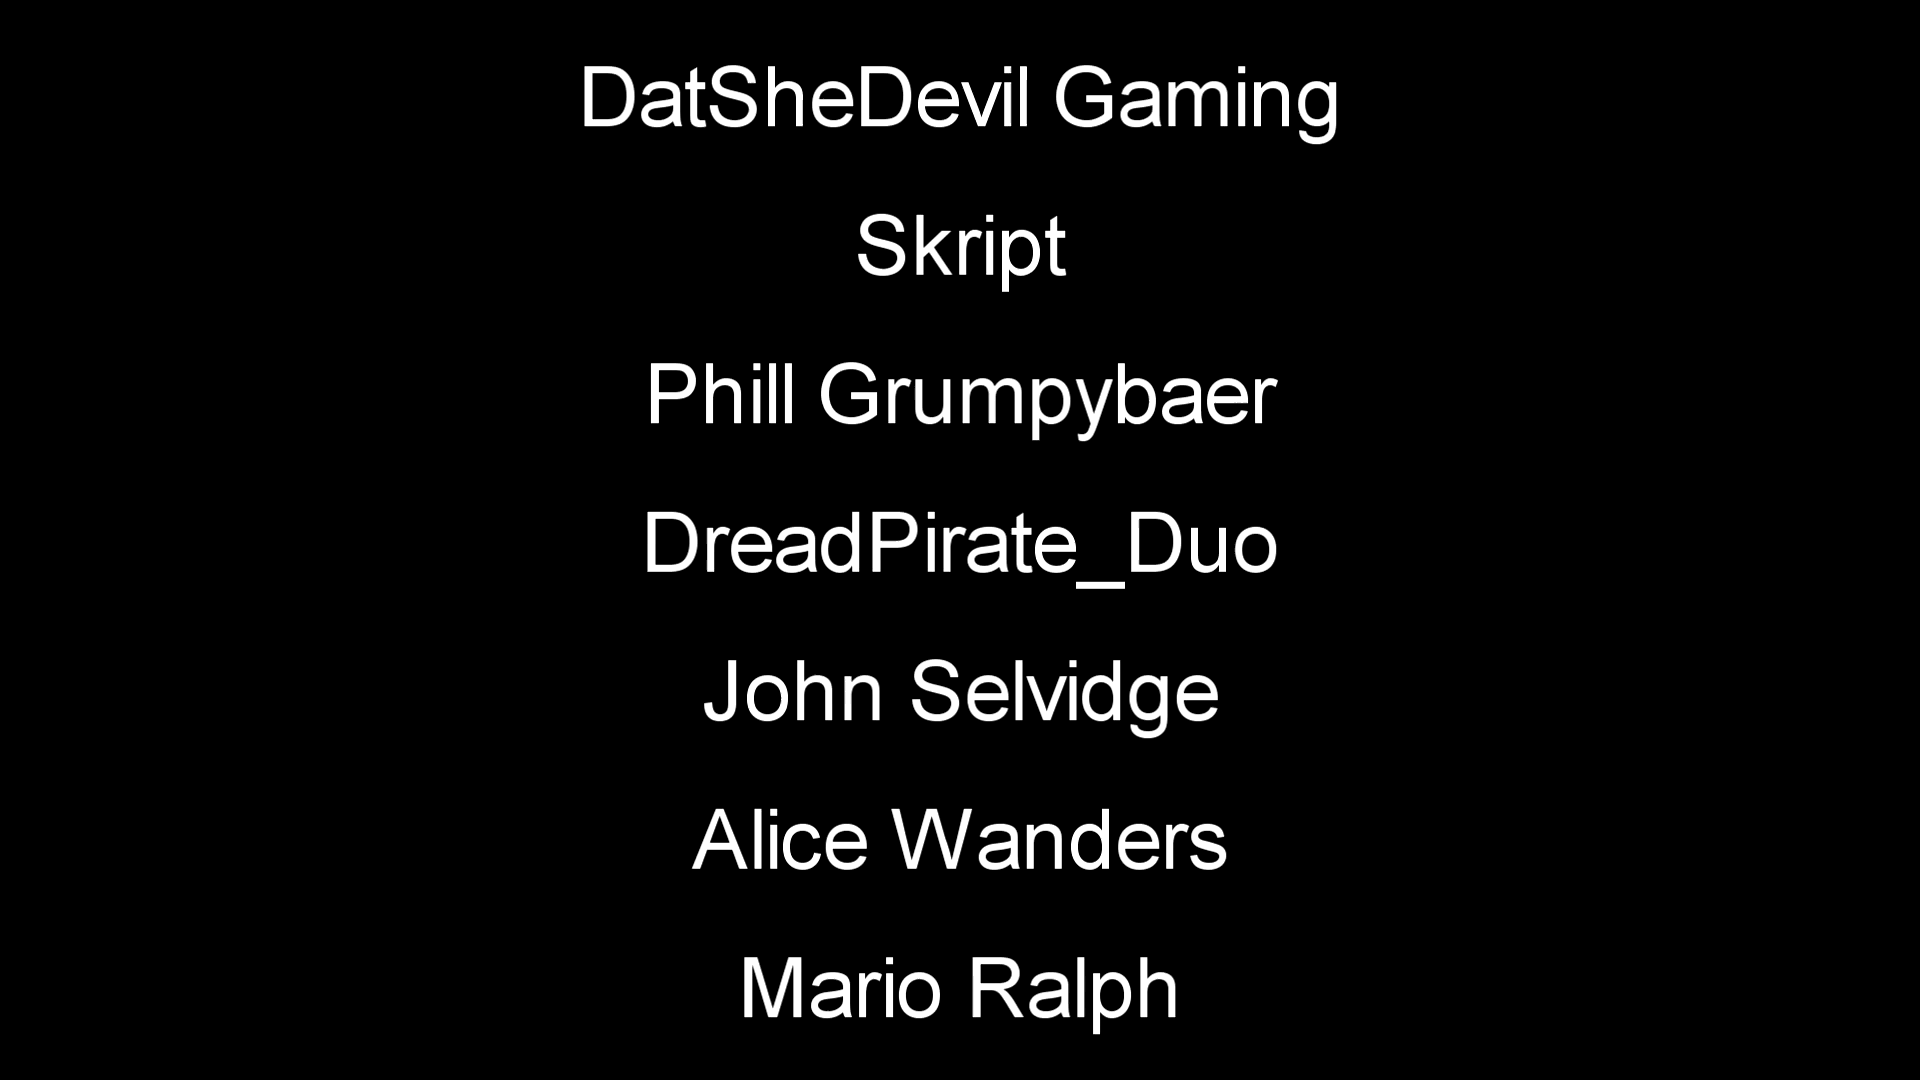 DatSheDevil Gaming
Skript
Phill Grumpybaer
DreadPirate_Duo
John Selvidge
Alice Wanders
Mario Ralph